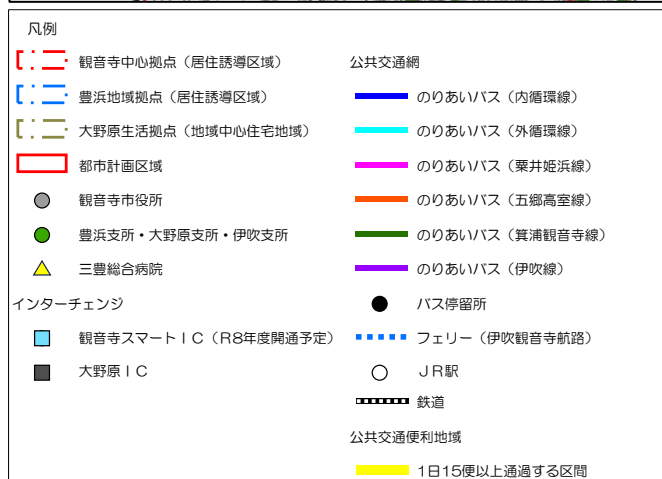 凡例
観音寺中心拠点（居住誘導区域）
豊浜地域拠点（居住誘導区域）
大野原生活拠点（地域中心住宅地域）
都市計画区域
観音寺市役所
豊浜支所・大野原支所・伊吹支所
三豊総合病院
インターチェンジ
観音寺スマートＩＣ（R8年度開通予定）
大野原ＩＣ
公共交通網
のりあいバス（内循環線）
のりあいバス（外循環線）
のりあいバス（粟井姫浜線）
のりあいバス（五郷高室線）
のりあいバス（箕浦観音寺線）
のりあいバス（伊吹線）
バス停留所
フェリー（伊吹観音寺航路）
ＪＲ駅
鉄道
公共交通便利地域
1日15便以上通過する区間